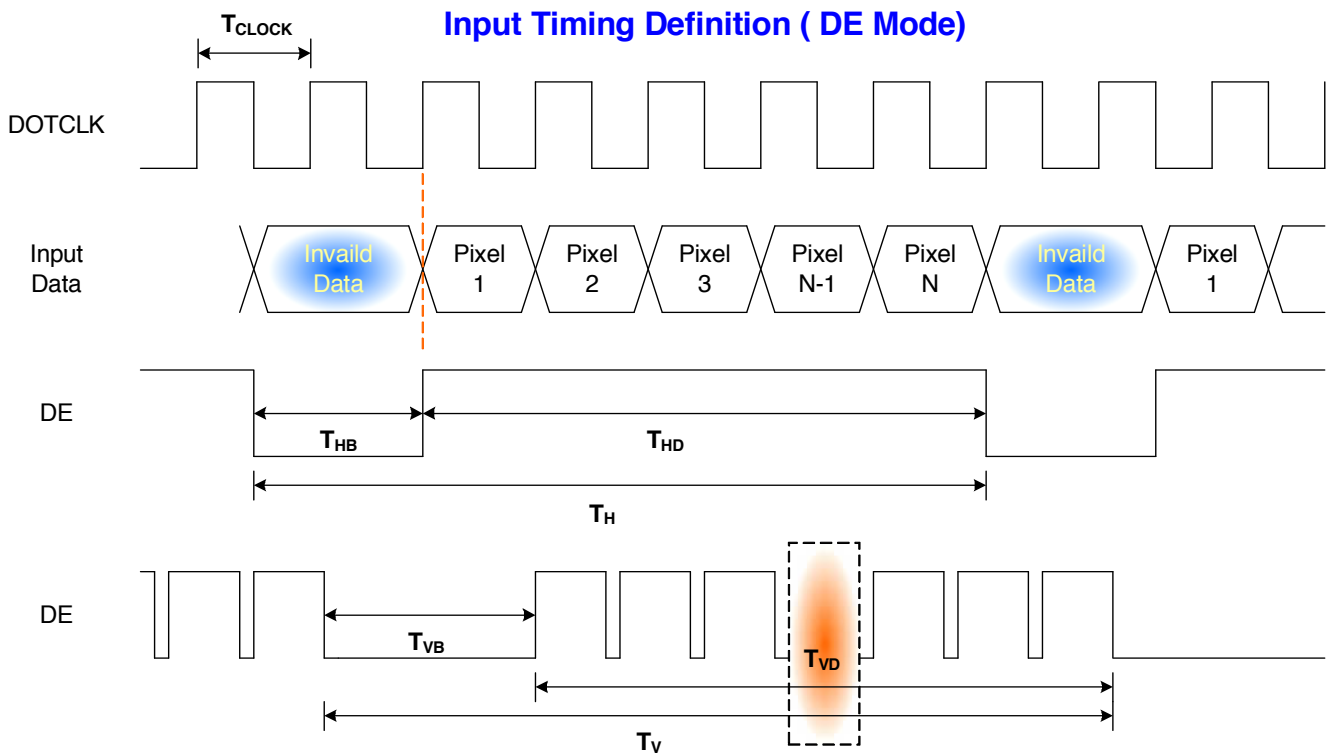 Input Timing Definition ( DE Mode)
TCLOCK
DOTCLK
Input
Data
Invaild
Data
Pixel
1
Pixel
2
Pixel
3
Pixel
N-1
Pixel
N
Invaild
Data
Pixel
1
DE
THB
THD
TH
DE
TVB
TVD
TV